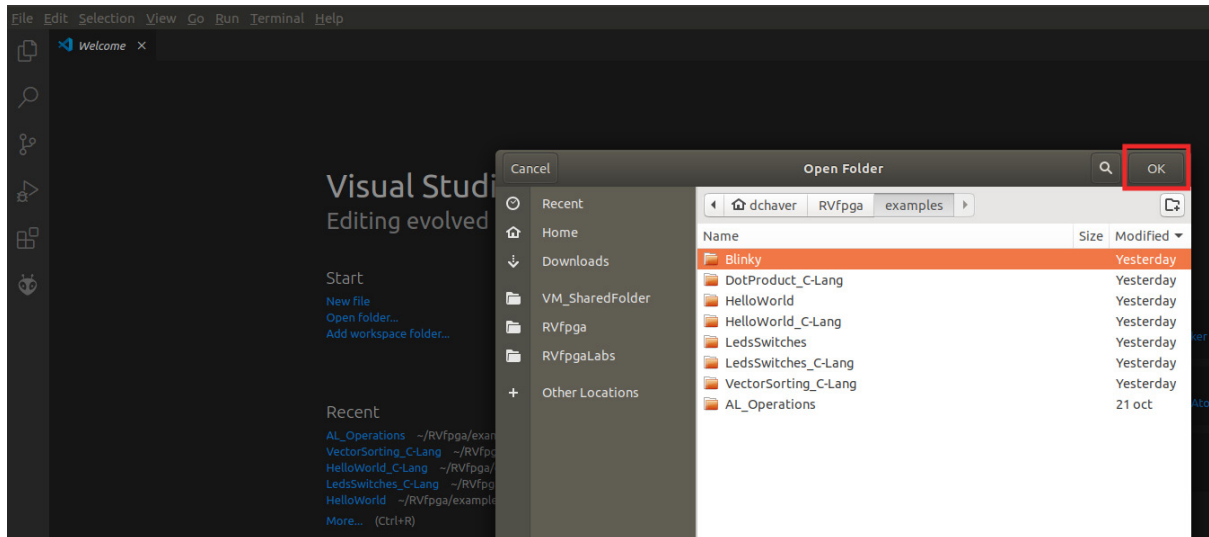 File Edit Selection View Go Run Terminal Help
Welcome ×
Visual Studi
Editing evolved
Start
New file
Open folder...
Add workspace folder...
Recent
AL_Operations ~/RVfpga/exan
VectorSorting_C-Lang ~/RVfpg
HelloWorld_C-Lang ~/RVfpga/
LedsSwitches_C-Lang ~/RVfpg
HelloWorld ~/RVfpga/example
More... (Ctrl+R)
Cancel Open Folder OK
Recent
Home
Downloads
VM_SharedFolder
RVfpga
RVfpgaLabs
+ Other Locations
dchaver RVfpga examples
Name Size Modified
Blinky Yesterday
DotProduct_C-Lang Yesterday
HelloWorld Yesterday
HelloWorld_C-Lang Yesterday
LedsSwitches Yesterday
LedsSwitches_C-Lang Yesterday
VectorSorting_C-Lang Yesterday
AL_Operations 21 oct
ker
Ato